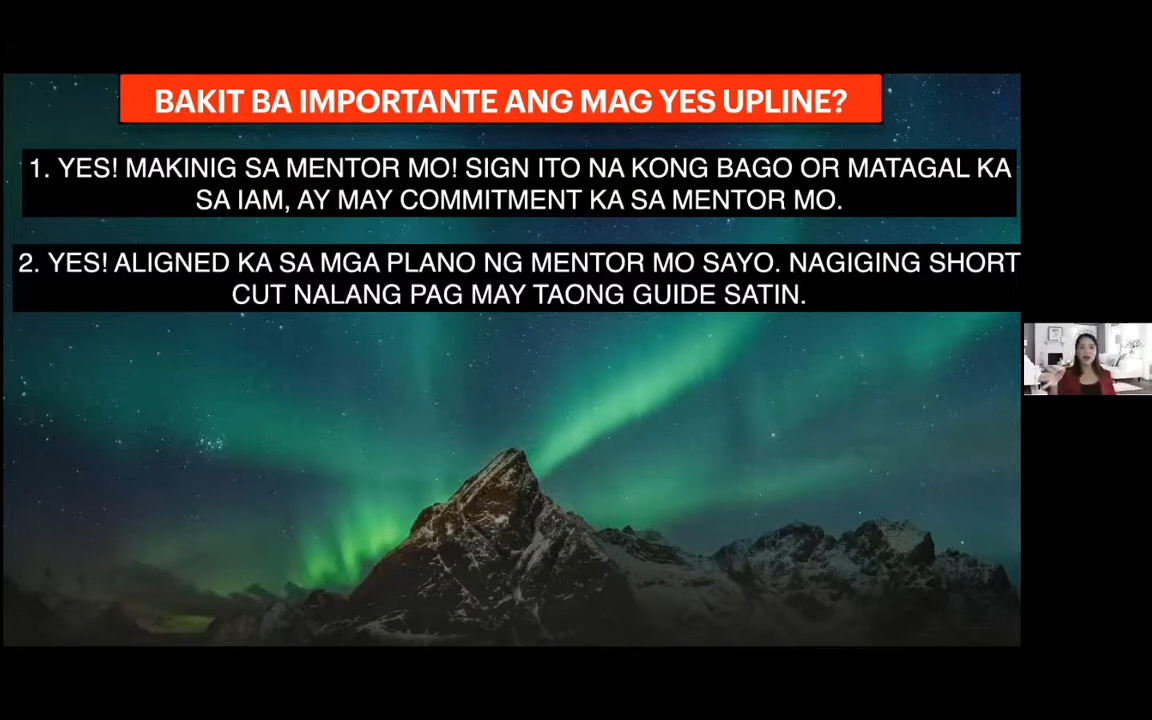 BAKIT BA IMPORTANTE ANG MAG YES UPLINE?
1. YES! MAKINIG SA MENTOR MO! SIGN ITO NA KONG BAGO OR MATAGAL KA
SA IAM, AY MAY COMMITMENT KA SA MENTOR MO.
2. YES! ALIGNED KA SA MGA PLANO NG MENTOR MO SAYO. NAGIGING SHORT
CUT NALANG PAG MAY TAONG GUIDE SATIN.